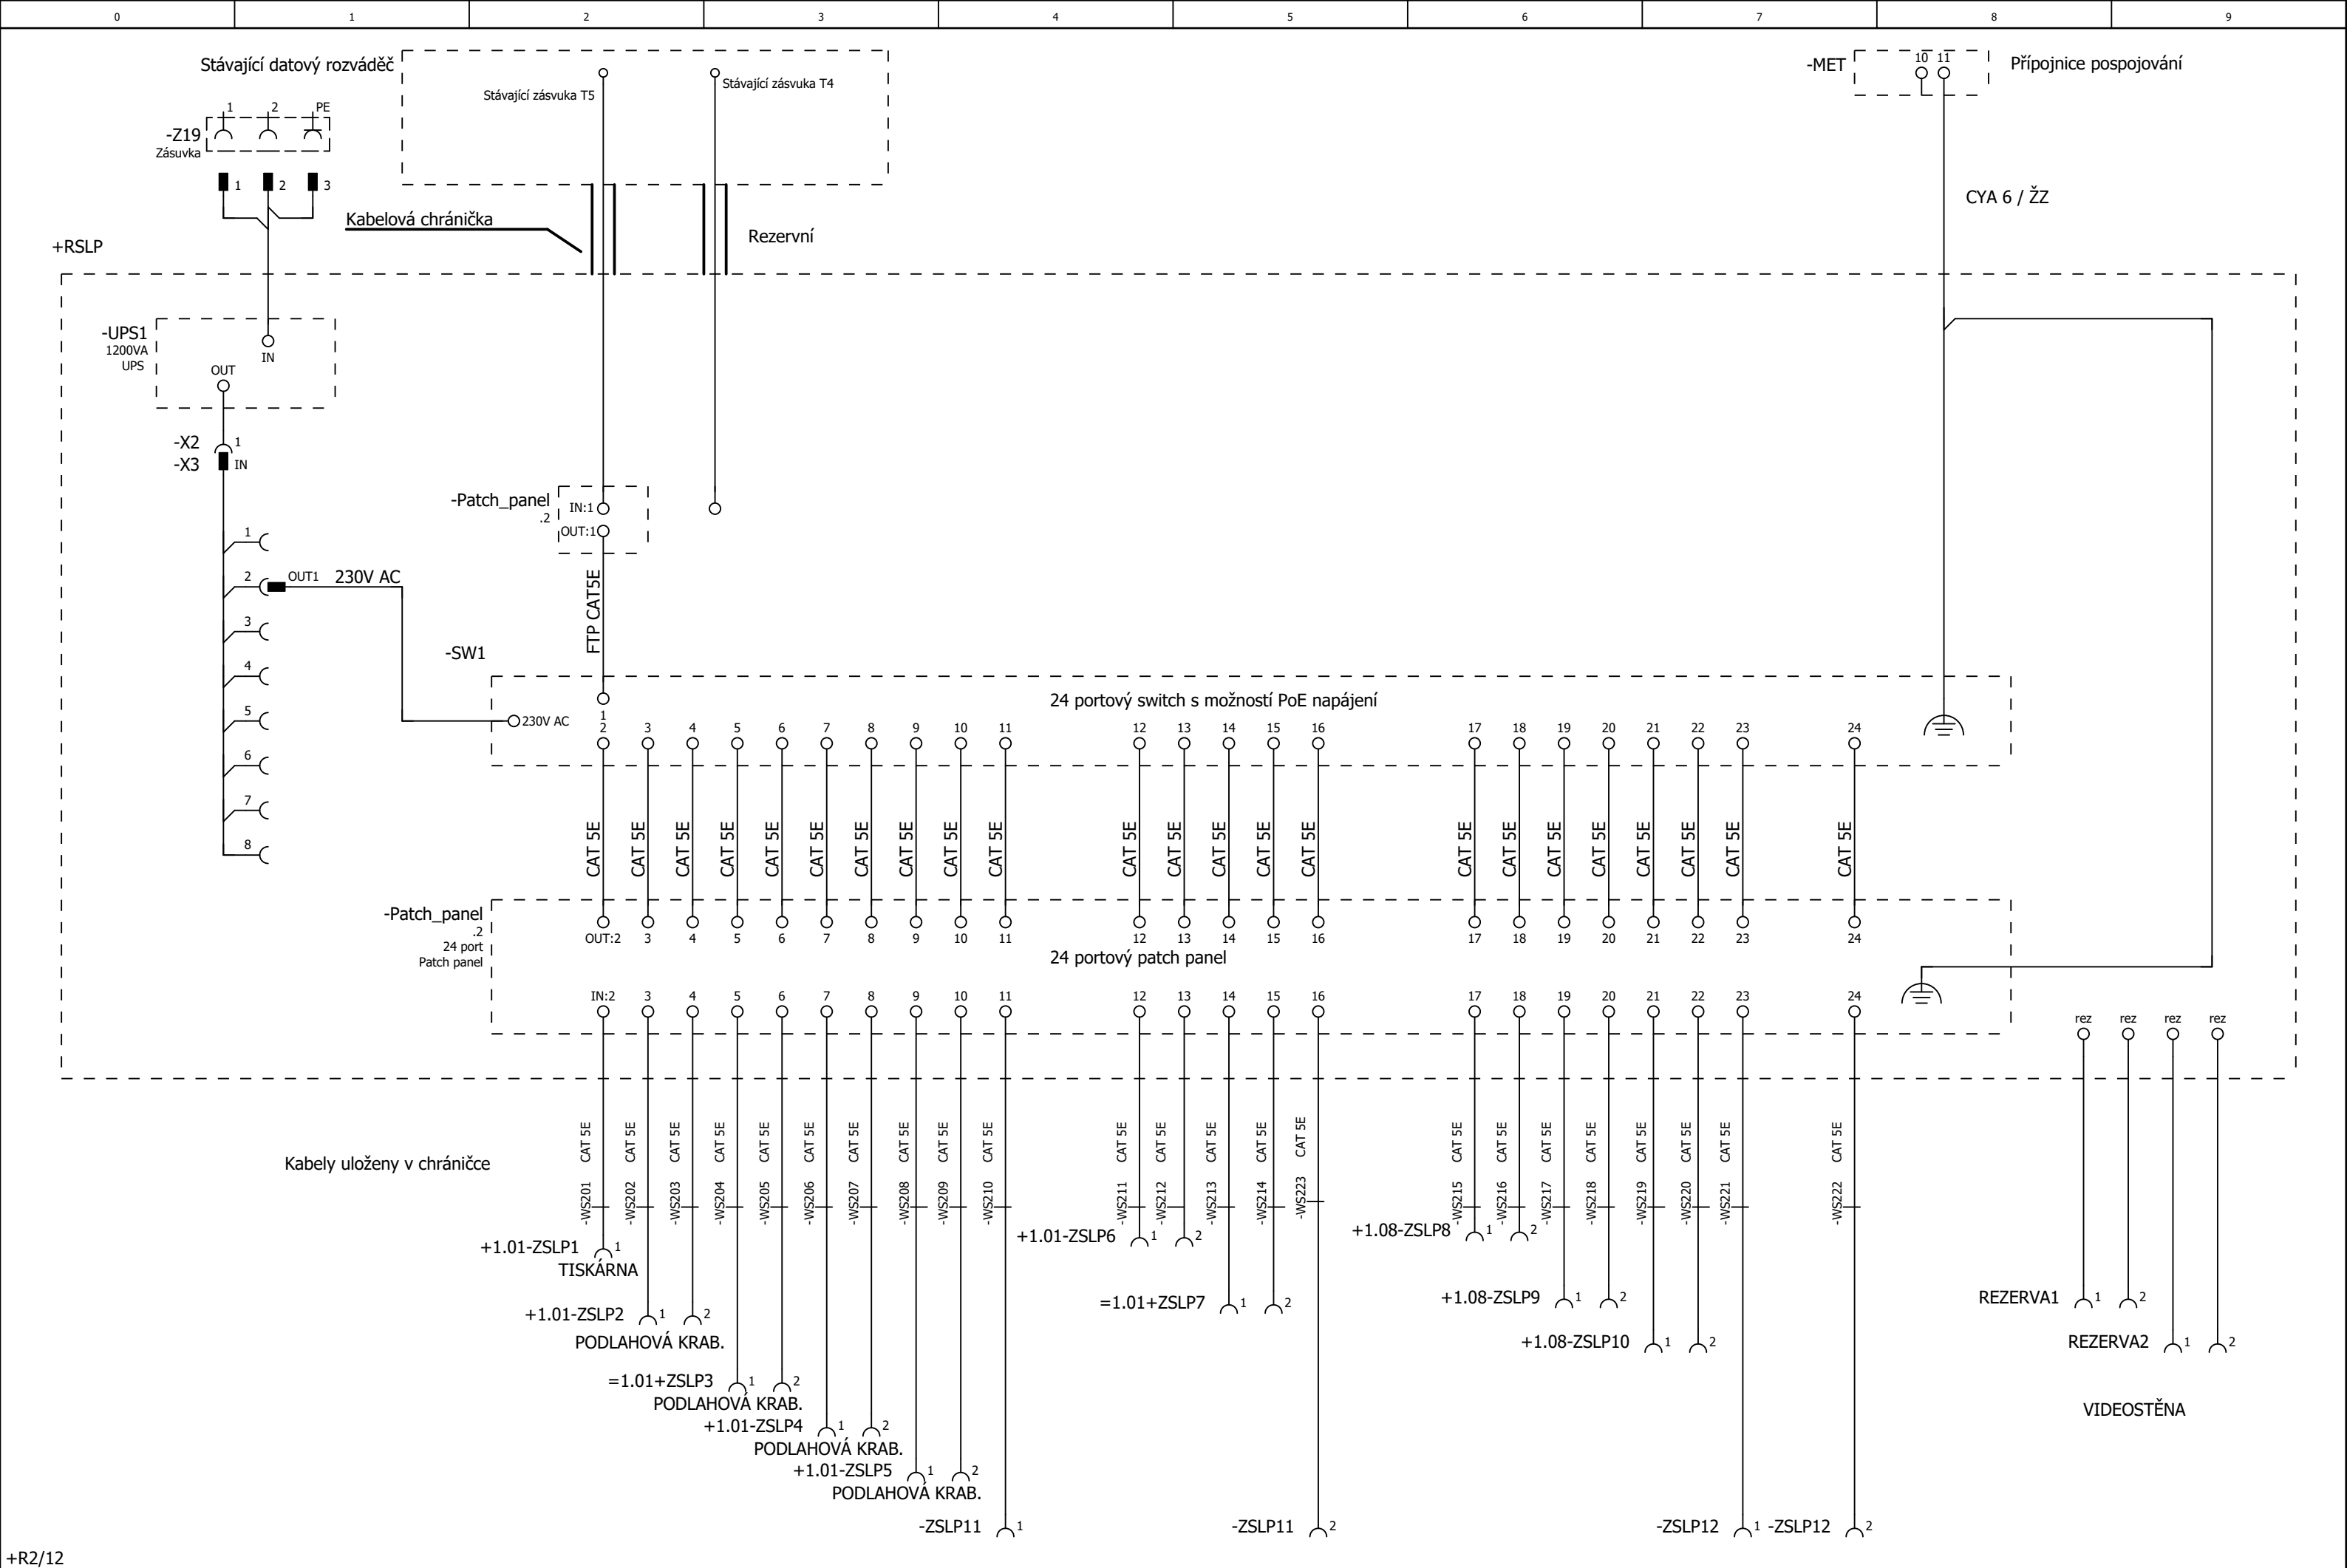 0 1 2 3 4 5 6 7 8 9
Stávající datový rozváděč
Stávající zásvuka T5
Stávající zásvuka T4
-MET
10 11
Přípojnice pospojování
1 2 PE
-Z19
Zásuvka
1 2 3
Kabelová chránička
Rezervní
CYA 6 / ŽZ
+RSLP
-UPS1
1200VA
UPS
IN
OUT
-X2
1
-X3
IN
-Patch_panel
.2
IN:1
OUT:1
1
2
OUT1
230V AC
3
4
5
6
7
8
FTP CAT5E
-SW1
24 portový switch s možností PoE napájení
230V AC
1
2 3 4 5 6 7 8 9 10 11 12 13 14 15 16 17 18 19 20 21 22 23 24
CAT 5E CAT 5E CAT 5E CAT 5E CAT 5E CAT 5E CAT 5E CAT 5E CAT 5E CAT 5E CAT 5E CAT 5E CAT 5E CAT 5E CAT 5E CAT 5E CAT 5E CAT 5E CAT 5E CAT 5E CAT 5E CAT 5E CAT 5E
-Patch_panel
.2
24 port
Patch panel
OUT:2 3 4 5 6 7 8 9 10 11 12 13 14 15 16 17 18 19 20 21 22 23 24
24 portový patch panel
IN:2 3 4 5 6 7 8 9 10 11 12 13 14 15 16 17 18 19 20 21 22 23 24
rez rez rez rez
Kabely uloženy v chráničce
CAT 5E CAT 5E CAT 5E CAT 5E CAT 5E CAT 5E CAT 5E CAT 5E CAT 5E CAT 5E CAT 5E CAT 5E CAT 5E CAT 5E CAT 5E CAT 5E CAT 5E CAT 5E CAT 5E CAT 5E CAT 5E CAT 5E CAT 5E
-WS201 -WS202 -WS203 -WS204 -WS205 -WS206 -WS207 -WS208 -WS209 -WS210 -WS211 -WS212 -WS213 -WS214 -WS223 -WS215 -WS216 -WS217 -WS218 -WS219 -WS220 -WS221 -WS222
+1.01-ZSLP1 1
TISKÁRNA
+1.01-ZSLP6 1 2
+1.08-ZSLP8 1 2
+1.01-ZSLP2 1 2
PODLAHOVÁ KRAB.
=1.01+ZSLP7 1 2
+1.08-ZSLP9 1 2
REZERVA1 1 2
+1.08-ZSLP10 1 2
REZERVA2 1 2
=1.01+ZSLP3 1 2
PODLAHOVÁ KRAB.
VIDEOSTĚNA
+1.01-ZSLP4 1 2
PODLAHOVÁ KRAB.
+1.01-ZSLP5 1 2
PODLAHOVÁ KRAB.
-ZSLP11 1
-ZSLP11 2
-ZSLP12 1
-ZSLP12 2
+R2/12